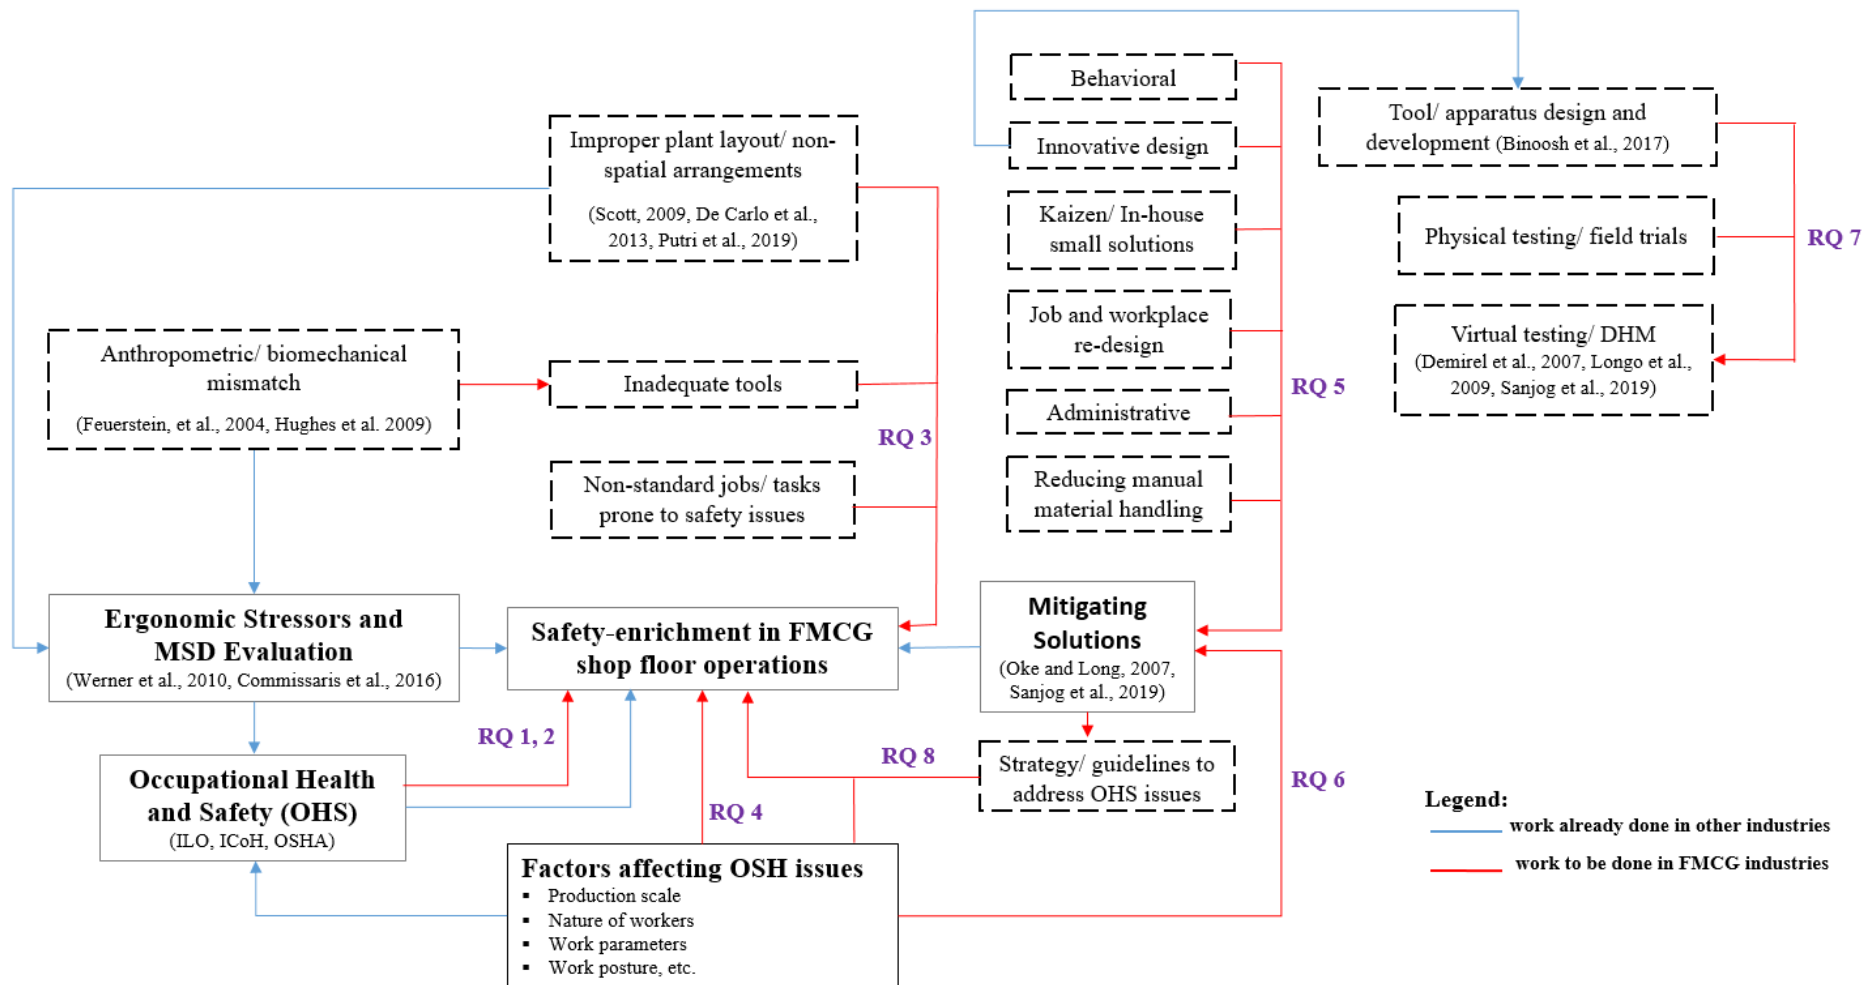 Behavioral
Innovative design
Kaizen/ In-house
small solutions
Job and workplace
re-design
Administrative
Reducing manual
material handling
RQ 5
Tool/ apparatus design and
development (Binoosh et al., 2017)
Physical testing/ field trials
Virtual testing/ DHM
(Demirel et al., 2007, Longo et al.,
2009, Sanjog et al., 2019)
RQ 7
Improper plant layout/ non-
spatial arrangements
(Scott, 2009, De Carlo et al.,
2013, Putri et al., 2019)
Anthropometric/ biomechanical
mismatch
(Feuerstein, et al., 2004, Hughes et al. 2009)
Inadequate tools
RQ 3
Non-standard jobs/ tasks
prone to safety issues
Ergonomic Stressors and
MSD Evaluation
(Werner et al., 2010, Commissaris et al., 2016)
Safety-enrichment in FMCG
shop floor operations
Mitigating
Solutions
(Oke and Long, 2007,
Sanjog et al., 2019)
RQ 1, 2
Occupational Health
and Safety (OHS)
(ILO, ICoH, OSHA)
RQ 8
Strategy/ guidelines to
address OHS issues
RQ 4
RQ 6
Factors affecting OSH issues
▪ Production scale
▪ Nature of workers
▪ Work parameters
▪ Work posture, etc.
Legend:
work already done in other industries
work to be done in FMCG industries